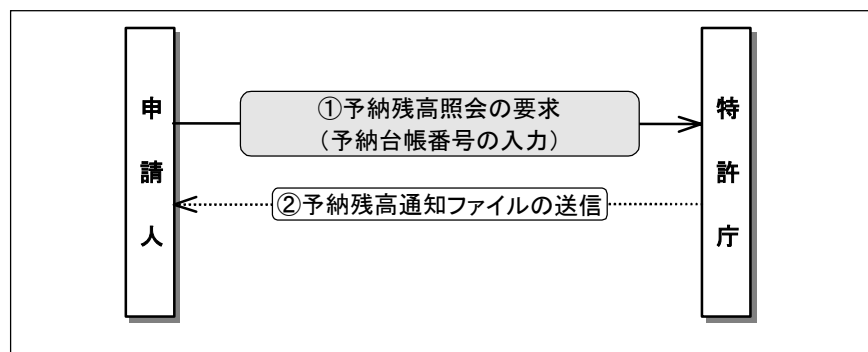 申請人
①予納残高照会の要求
(予納台帳番号の入力)
②予納残高通知ファイルの送信
特許庁